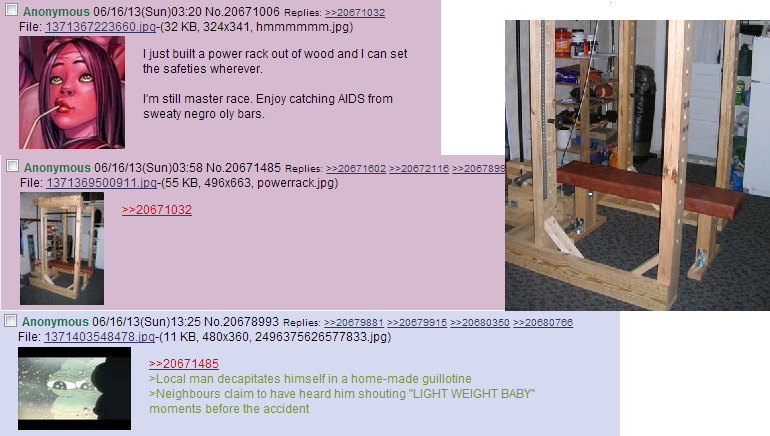 Anonymous 06/16/13(Sun)03:20 No.20671006 Replies: >>20671032
File: 1371367223660.jpg-(32 KB, 324x341, hmmmmmm.jpg)
I just built a power rack out of wood and I can set
the safeties wherever.
I'm still master race. Enjoy catching AIDS from
sweaty negro oly bars.
Anonymous 06/16/13(Sun)03:58 No.20671485 Replies: >>20671602 >>20672116 >>2067899
File: 1371369500911.jpg-(55 KB, 496x663, powerrack.jpg)
>>20671032
Anonymous 06/16/13(Sun)13:25 No.20678993 Replies: >>20679881 >>20679915 >>20680350 >>20680766
File: 1371403548478.jpg-(11 KB, 480x360, 2496375626577833.jpg)
>>20671485
>Local man decapitates himself in a home-made guillotine
>Neighbours claim to have heard him shouting "LIGHT WEIGHT BABY"
moments before the accident